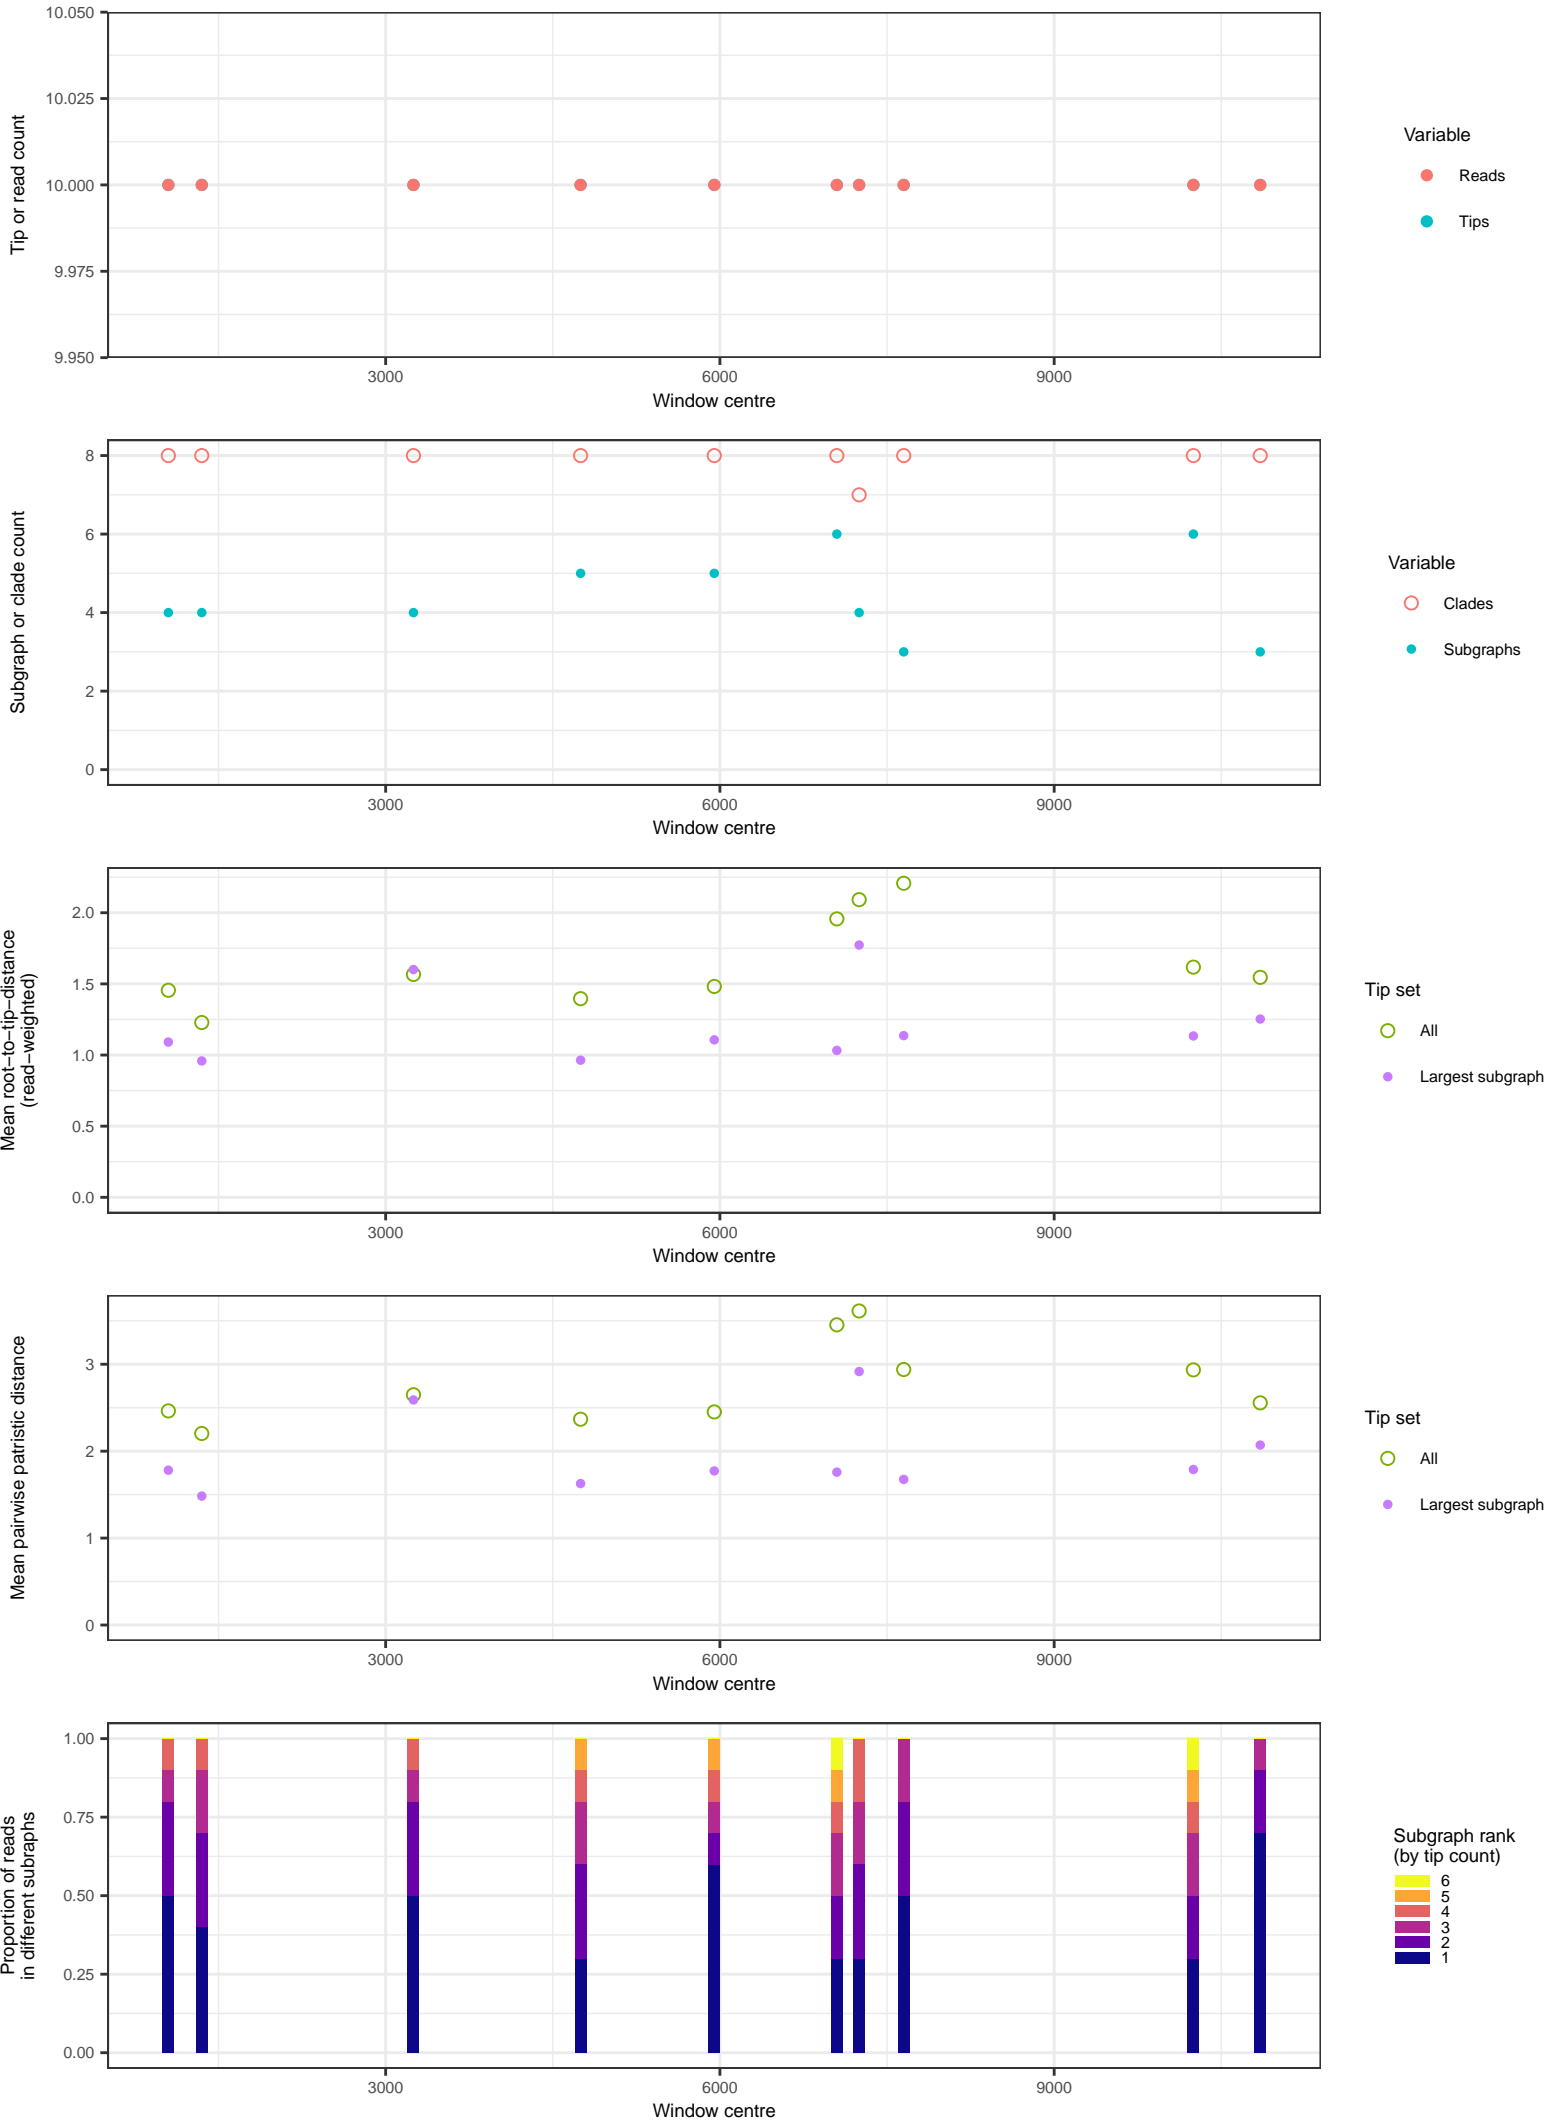 10.050
10.025
10.000
9.975
9.950
Tip or read count
3000
6000
9000
Window centre
Variable
Reads
Tips
8
6
4
2
0
Subgraph or clade count
3000
6000
9000
Window centre
Variable
Clades
Subgraphs
2.0
1.5
1.0
0.5
0.0
Mean root−to−tip−distance
(read−weighted)
3000
6000
9000
Window centre
Tip set
All
Largest subgraph
3
2
1
0
Mean pairwise patristic distance
3000
6000
9000
Window centre
Tip set
All
Largest subgraph
1.00
0.75
0.50
0.25
0.00
Proportion of reads
in different subraphs
3000
6000
9000
Window centre
Subgraph rank
(by tip count)
6
5
4
3
2
1